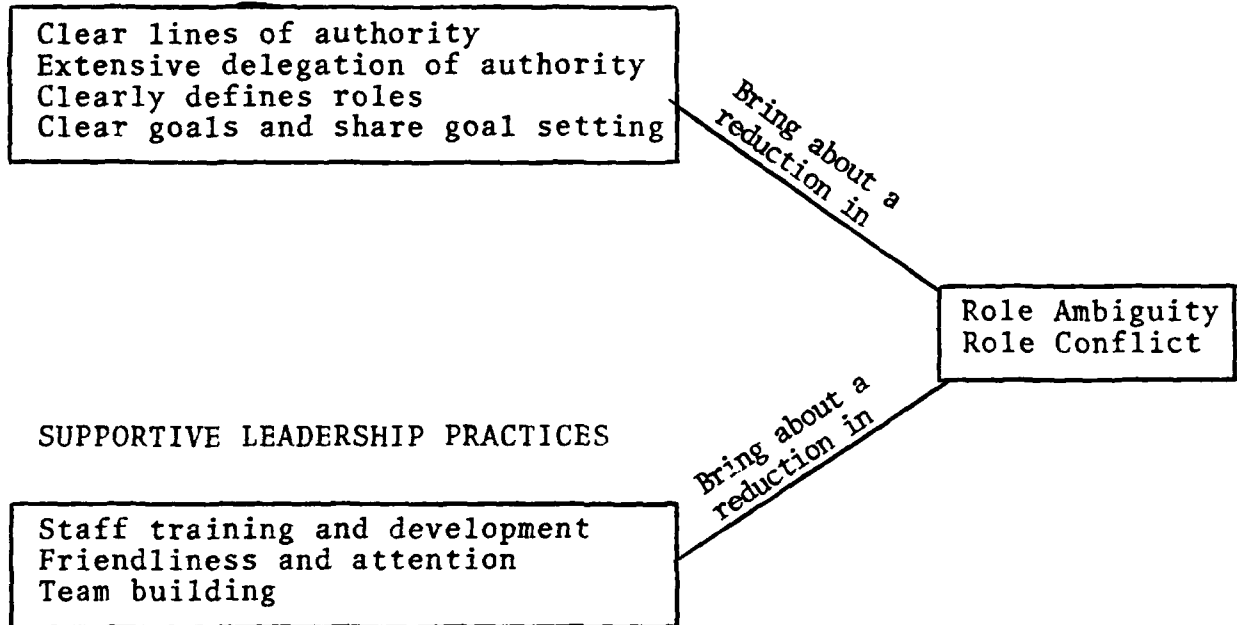 Clear lines of authority
Extensive delegation of authority
Clearly defines roles
Clear goals and share goal setting
Bring about a
reduction in
Role Ambiguity
Role Conflict
SUPPORTIVE LEADERSHIP PRACTICES
Bring about a
reduction in
Staff training and development
Friendliness and attention
Team building